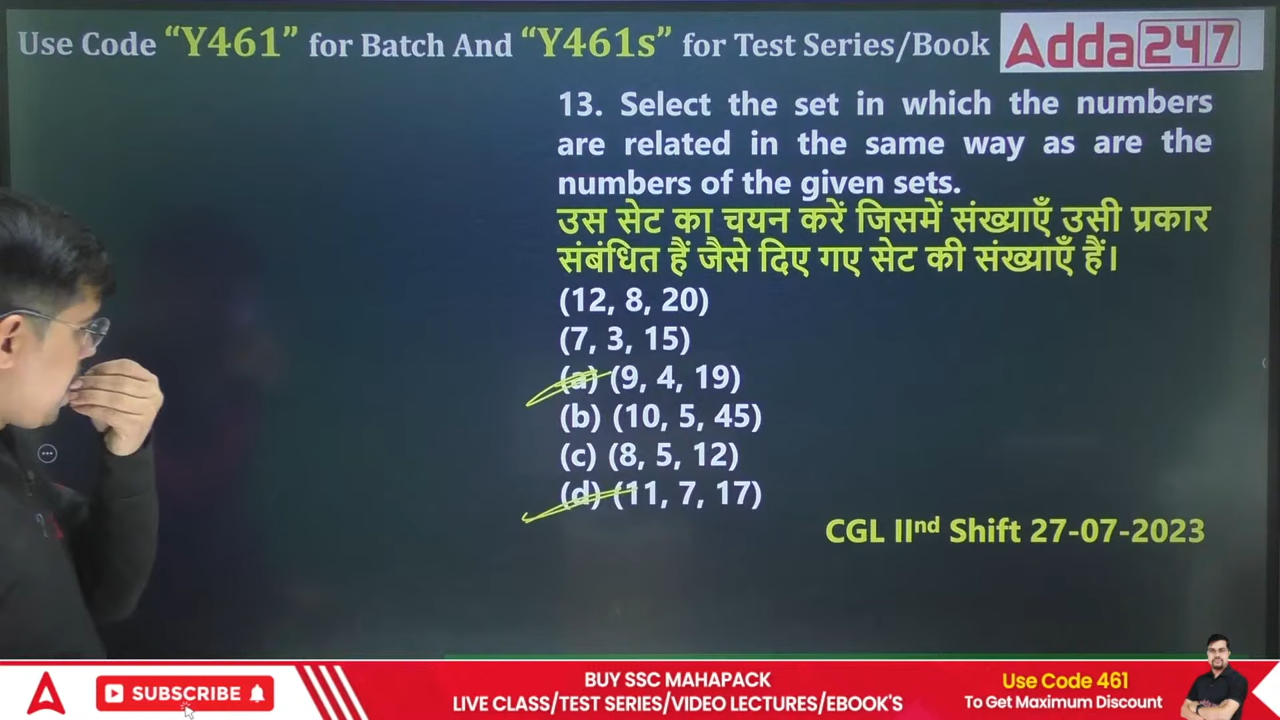 Use Code “Y461” for Batch And “Y461s” for Test Series/Book
Adda247
13. Select the set in which the numbers
are related in the same way as are the
numbers of the given sets.
उस सेट का चयन करें जिसमें संख्याएँ उसी प्रकार
संबंधित हैं जैसे दिए गए सेट की संख्याएँ हैं।
(12, 8, 20)
(7, 3, 15)
(a) (9, 4, 19)
(b) (10, 5, 45)
(c) (8, 5, 12)
(d) (11, 7, 17)
CGL IInd Shift 27-07-2023
SUBSCRIBE
BUY SSC MAHAPACK
LIVE CLASS/TEST SERIES/VIDEO LECTURES/EBOOK'S
Use Code 461
To Get Maximum Discount